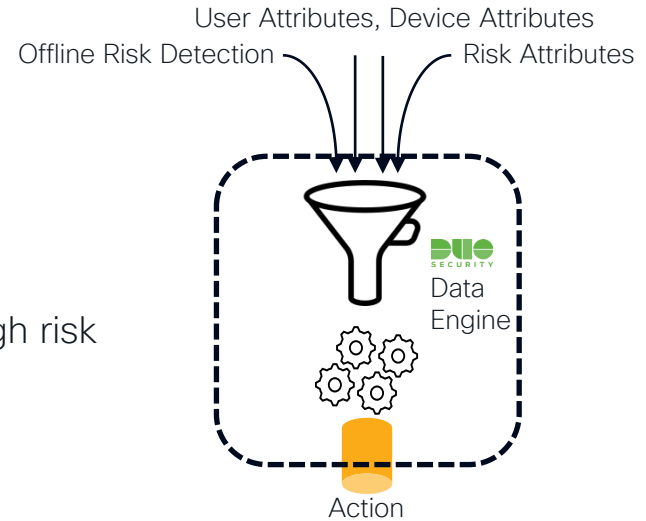 User Attributes, Device Attributes
Offline Risk Detection
Risk Attributes
DUO
SECURITY
Data
Engine
gh risk
Action